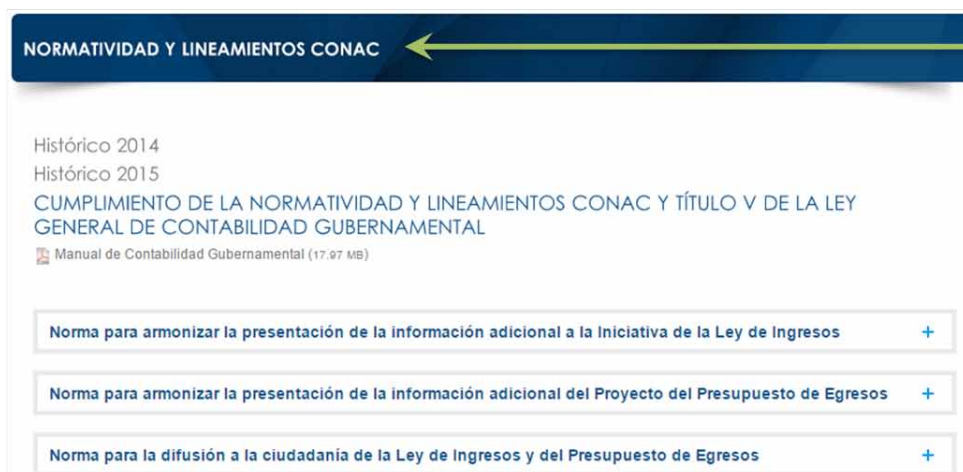 NORMATIVIDAD Y LINEAMIENTOS CONAC
Histórico 2014
Histórico 2015
CUMPLIMIENTO DE LA NORMATIVIDAD Y LINEAMIENTOS CONAC Y TÍTULO V DE LA LEY
GENERAL DE CONTABILIDAD GUBERNAMENTAL
Manual de Contabilidad Gubernamental (17.97 MB)
Norma para armonizar la presentación de la información adicional a la Iniciativa de la Ley de Ingresos +
Norma para armonizar la presentación de la información adicional del Proyecto del Presupuesto de Egresos +
Norma para la difusión a la ciudadanía de la Ley de Ingresos y del Presupuesto de Egresos +